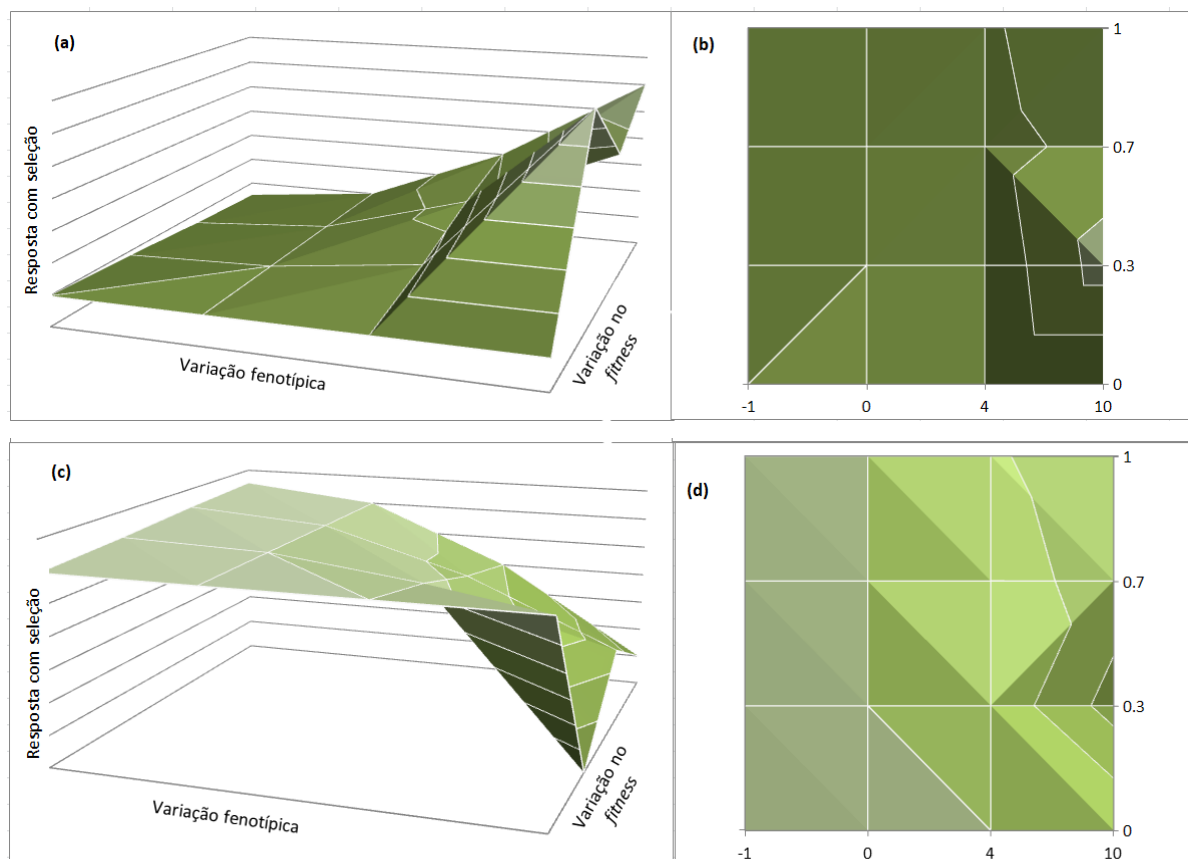 (a)
Resposta com seleção
Variação fenotípica
Variação no
fitness
(b)
1
0.7
0.3
0
-1 0 4 10
(c)
Resposta com seleção
Variação fenotípica
Variação no
fitness
(d)
1
0.7
0.3
0
-1 0 4 10